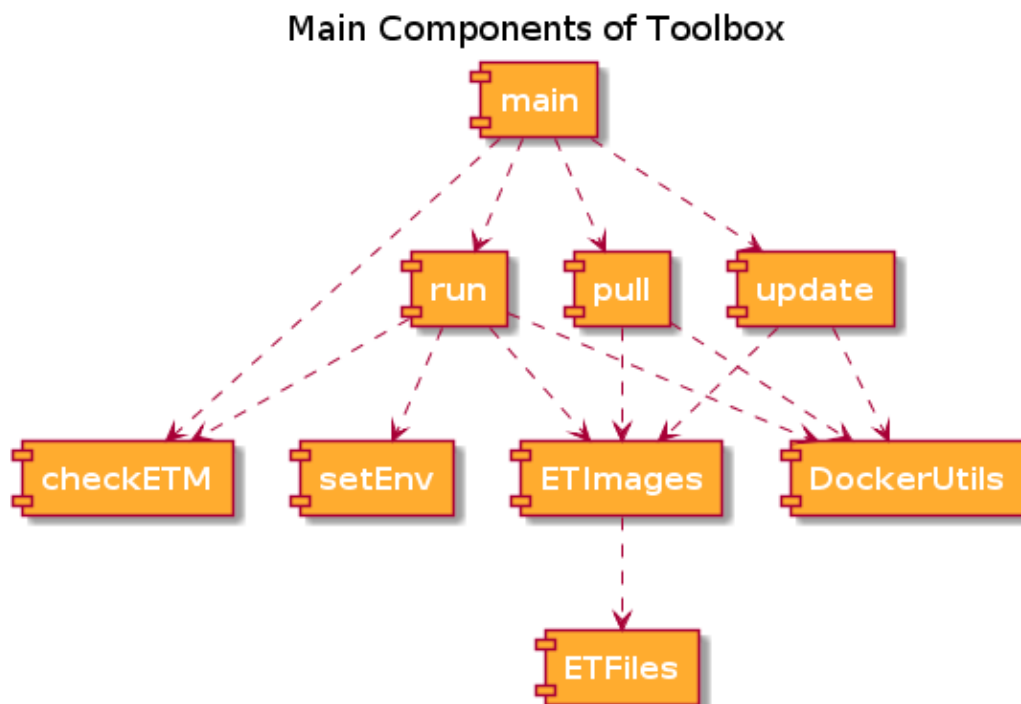 Main Components of Toolbox
main
run
pull
update
checkETM
setEnv
ETImages
DockerUtils
ETFiles